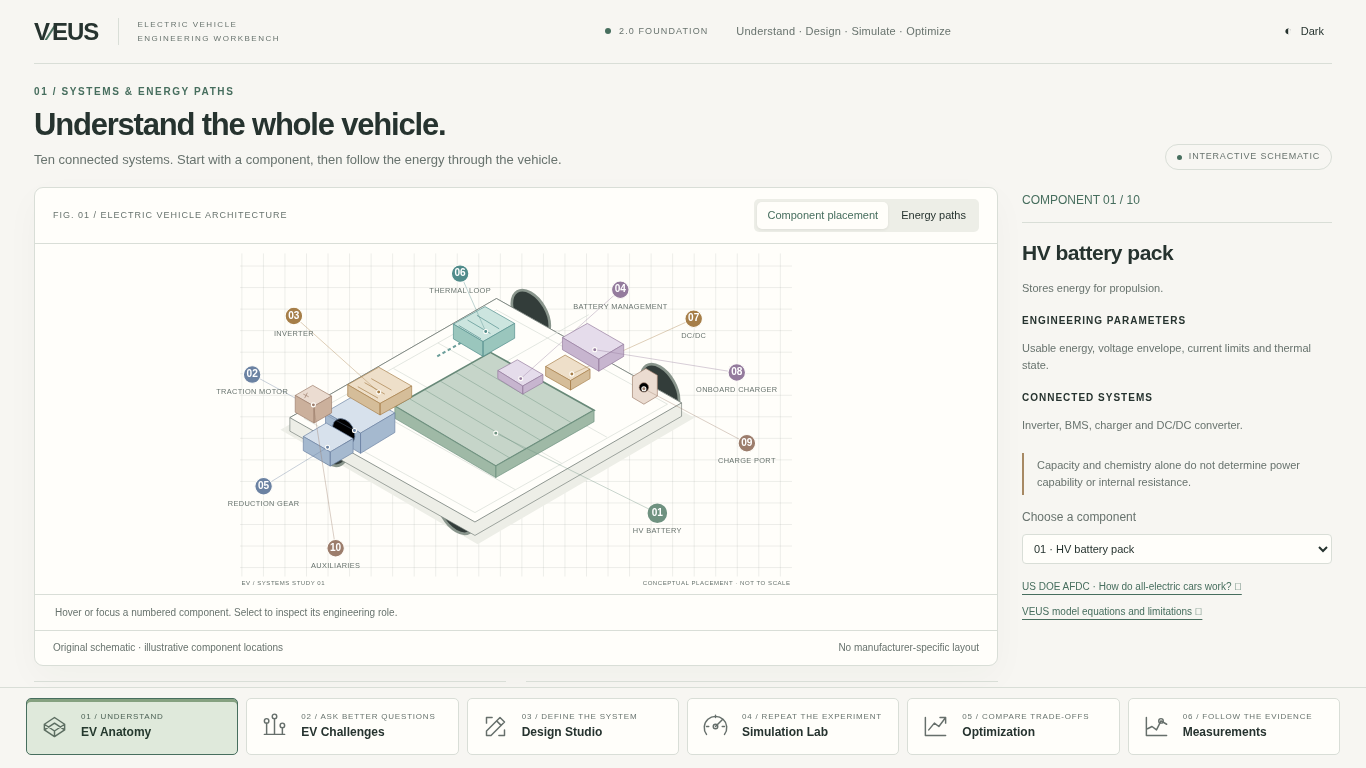 VEUS
ELECTRIC VEHICLE
ENGINEERING WORKBENCH
2.0 FOUNDATION
Understand · Design · Simulate · Optimize
Dark
01 / SYSTEMS & ENERGY PATHS
Understand the whole vehicle.
Ten connected systems. Start with a component, then follow the energy through the vehicle.
INTERACTIVE SCHEMATIC
FIG. 01 / ELECTRIC VEHICLE ARCHITECTURE
Component placement
Energy paths
06
THERMAL LOOP
04
BATTERY MANAGEMENT
03
INVERTER
07
DC/DC
02
TRACTION MOTOR
08
ONBOARD CHARGER
09
CHARGE PORT
05
REDUCTION GEAR
01
HV BATTERY
10
AUXILIARIES
EV / SYSTEMS STUDY 01
CONCEPTUAL PLACEMENT · NOT TO SCALE
Hover or focus a numbered component. Select to inspect its engineering role.
Original schematic · illustrative component locations
No manufacturer-specific layout
COMPONENT 01 / 10
HV battery pack
Stores energy for propulsion.
ENGINEERING PARAMETERS
Usable energy, voltage envelope, current limits and thermal
state.
CONNECTED SYSTEMS
Inverter, BMS, charger and DC/DC converter.
Capacity and chemistry alone do not determine power
capability or internal resistance.
Choose a component
01 · HV battery pack
US DOE AFDC · How do all-electric cars work?
VEUS model equations and limitations
01 / UNDERSTAND
EV Anatomy
02 / ASK BETTER QUESTIONS
EV Challenges
03 / DEFINE THE SYSTEM
Design Studio
04 / REPEAT THE EXPERIMENT
Simulation Lab
05 / COMPARE TRADE-OFFS
Optimization
06 / FOLLOW THE EVIDENCE
Measurements